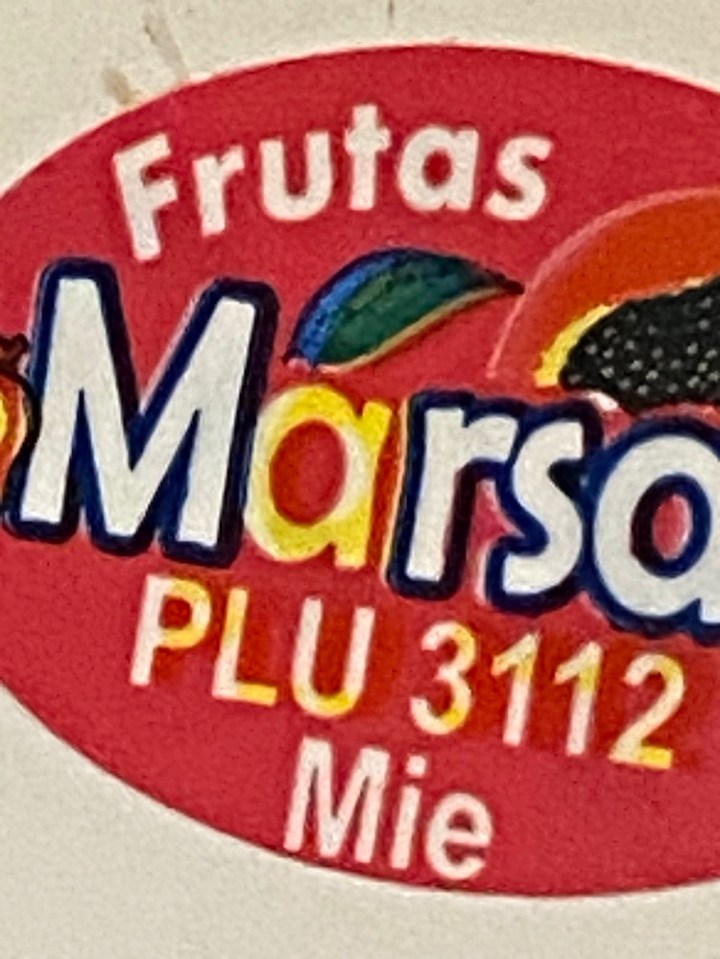 Frutas
Marsa
PLU 3112
Mie